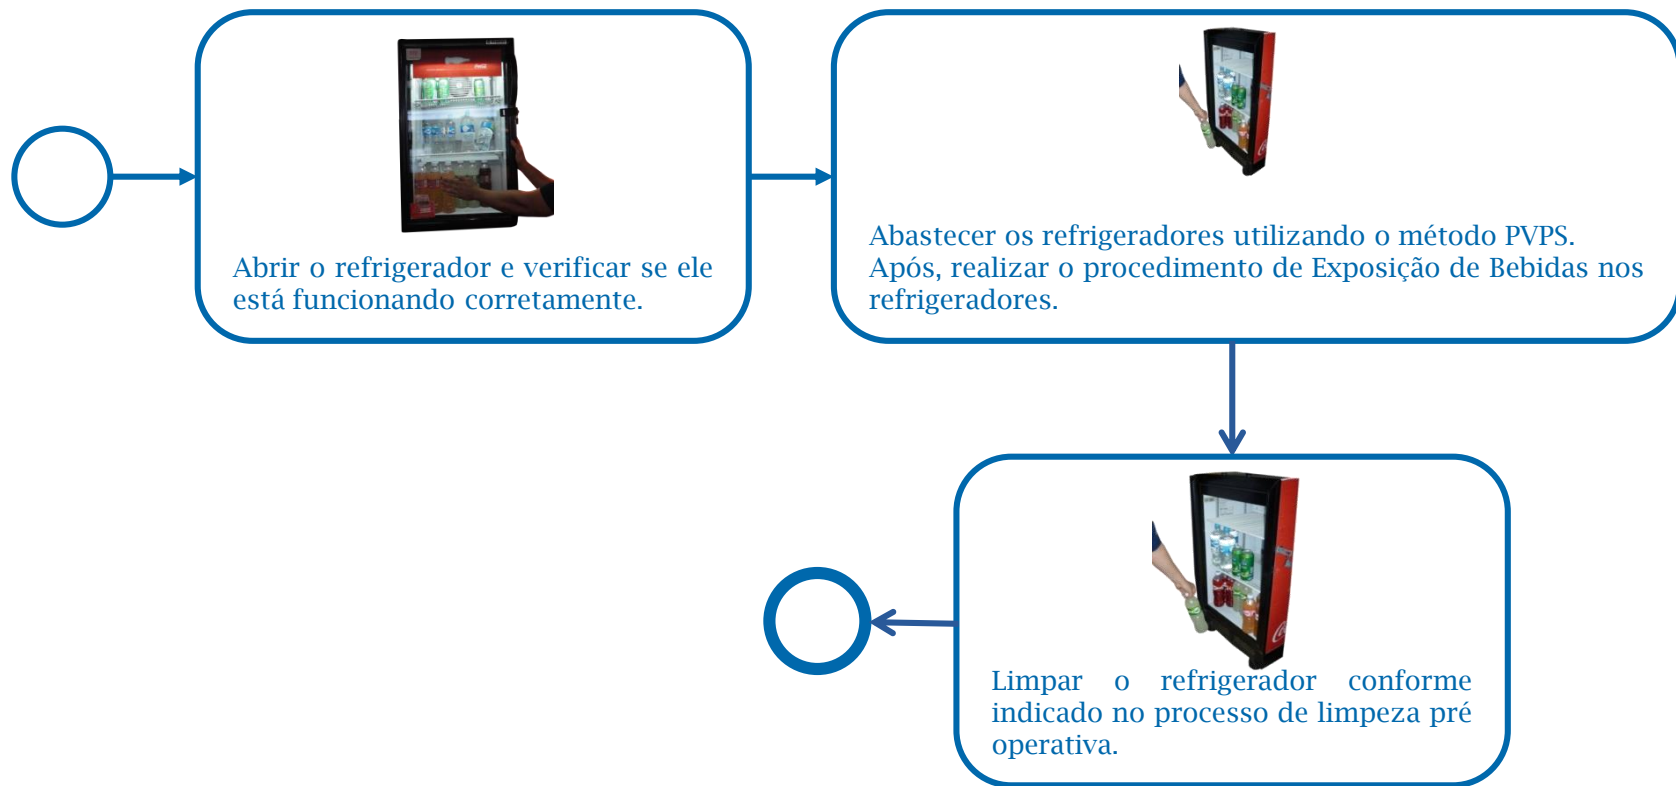 Abrir o refrigerador e verificar se ele
está funcionando corretamente.
Abastecer os refrigeradores utilizando o método PVPS.
Após, realizar o procedimento de Exposição de Bebidas nos
refrigeradores.
Limpar o refrigerador conforme
indicado no processo de limpeza pré
operativa.